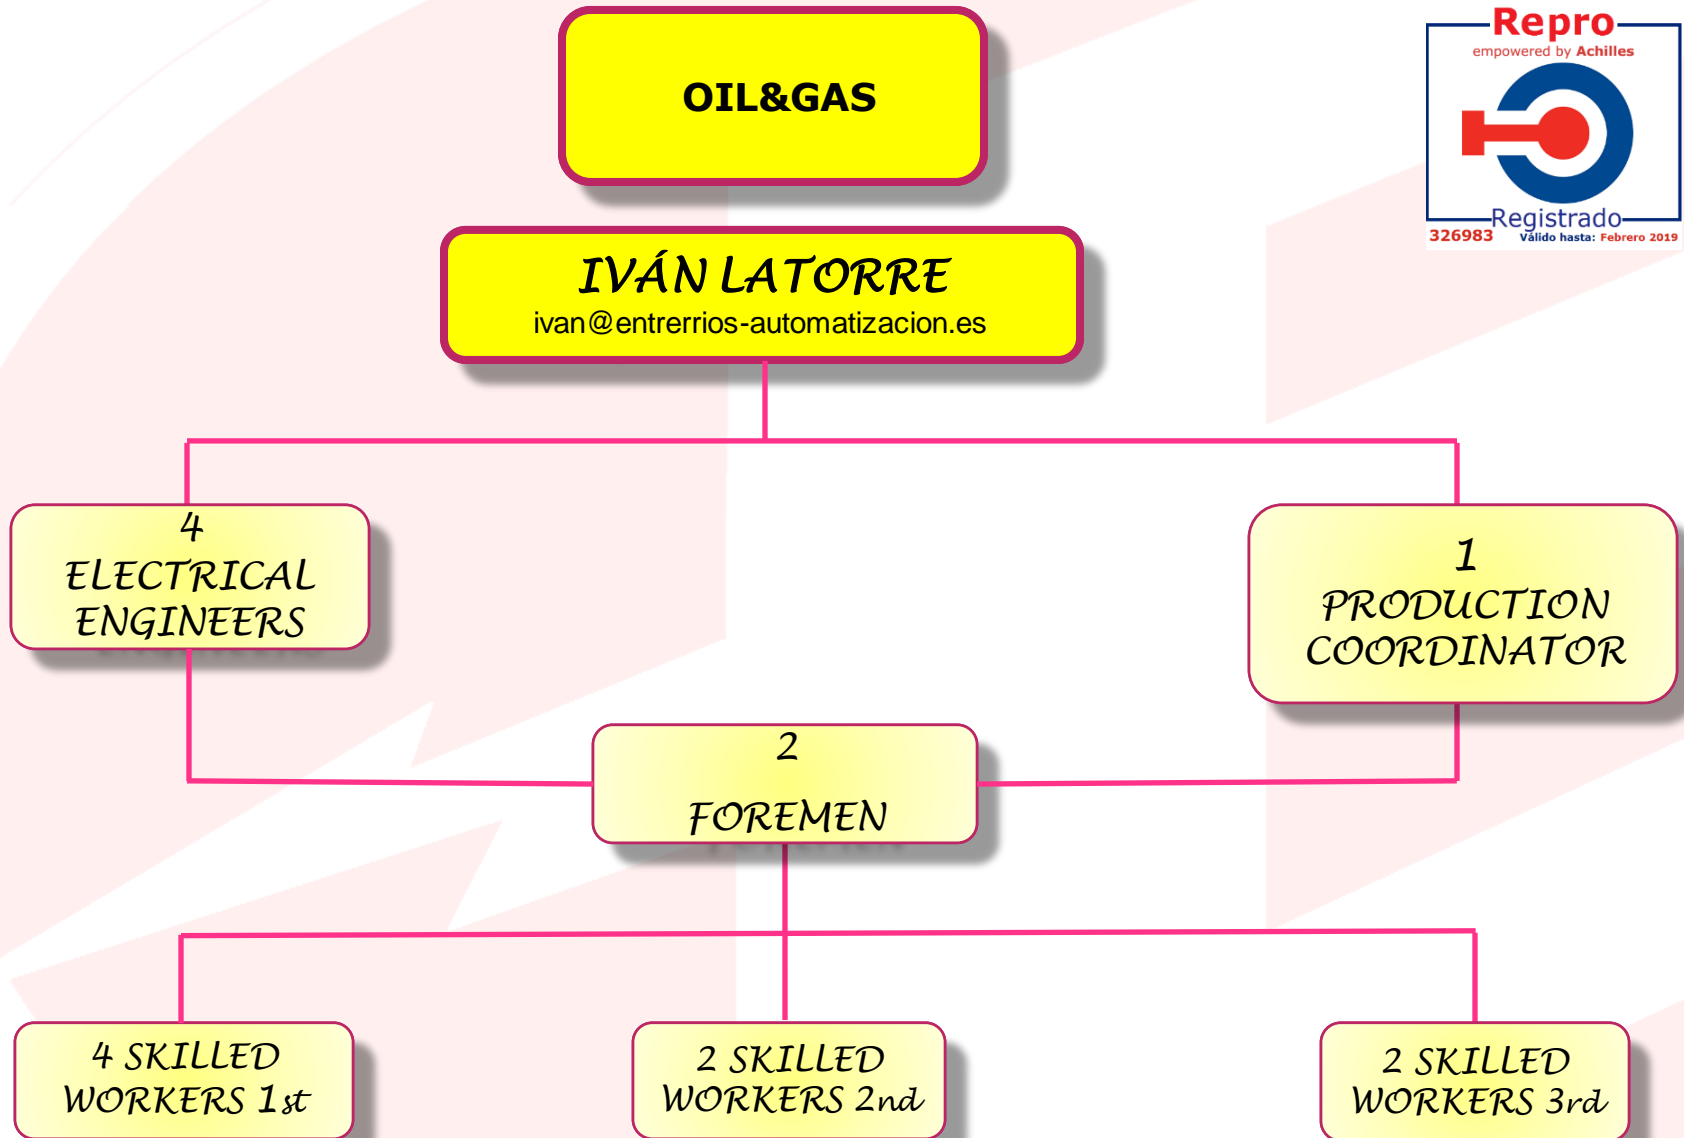 OIL&GAS
Repro
empowered by Achilles
Registrado
326983 Válido hasta: Febrero 2019
IVÁN LATORRE
ivan@entrerrios-automatizacion.es
4
ELECTRICAL
ENGINEERS
1
PRODUCTION
COORDINATOR
2
FOREMEN
4 SKILLED
WORKERS 1st
2 SKILLED
WORKERS 2nd
2 SKILLED
WORKERS 3rd